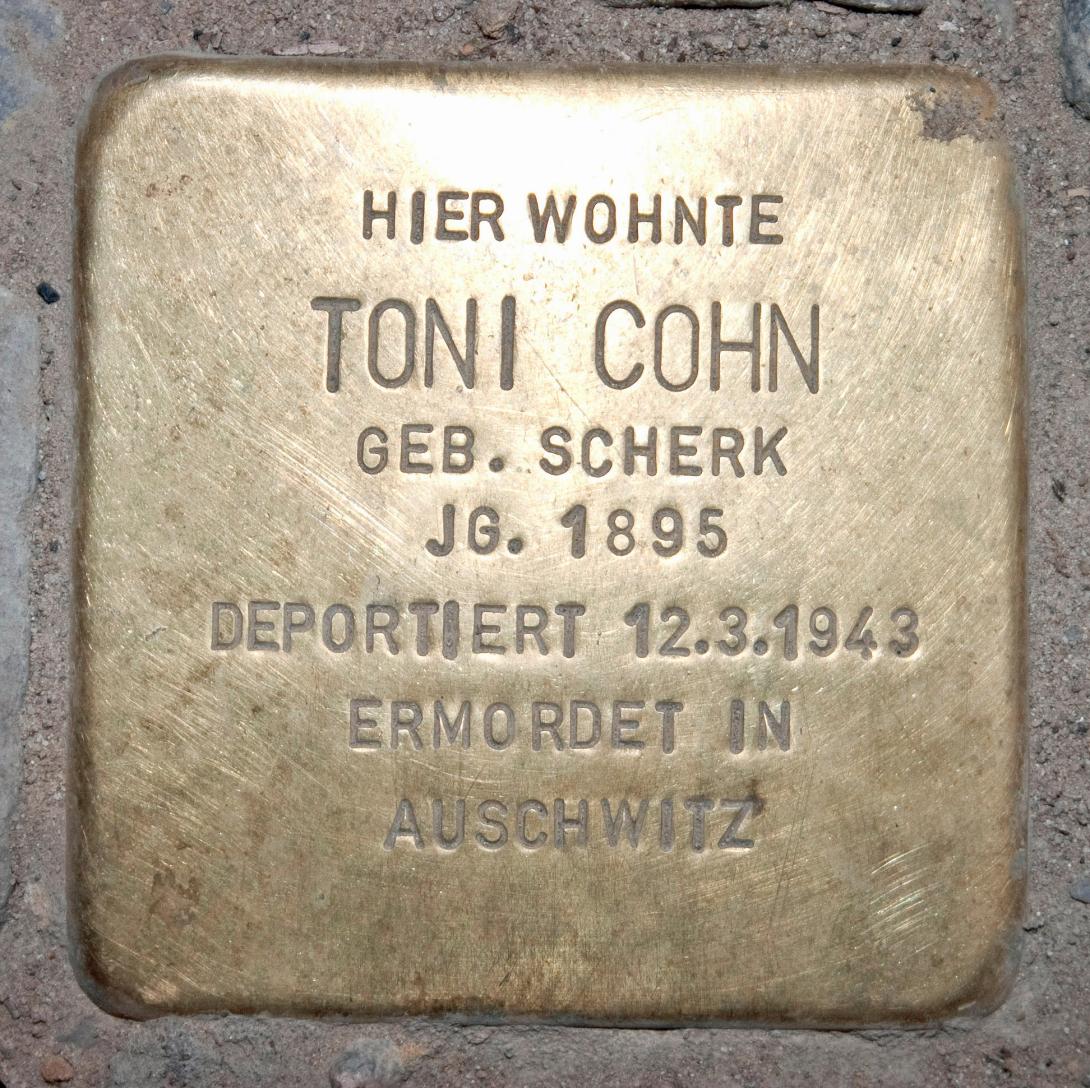 HIER WOHNTE
TONI COHN
GEB. SCHERK
JG. 1895
DEPORTIERT 12.3.1943
ERMORDET IN
AUSCHWITZ